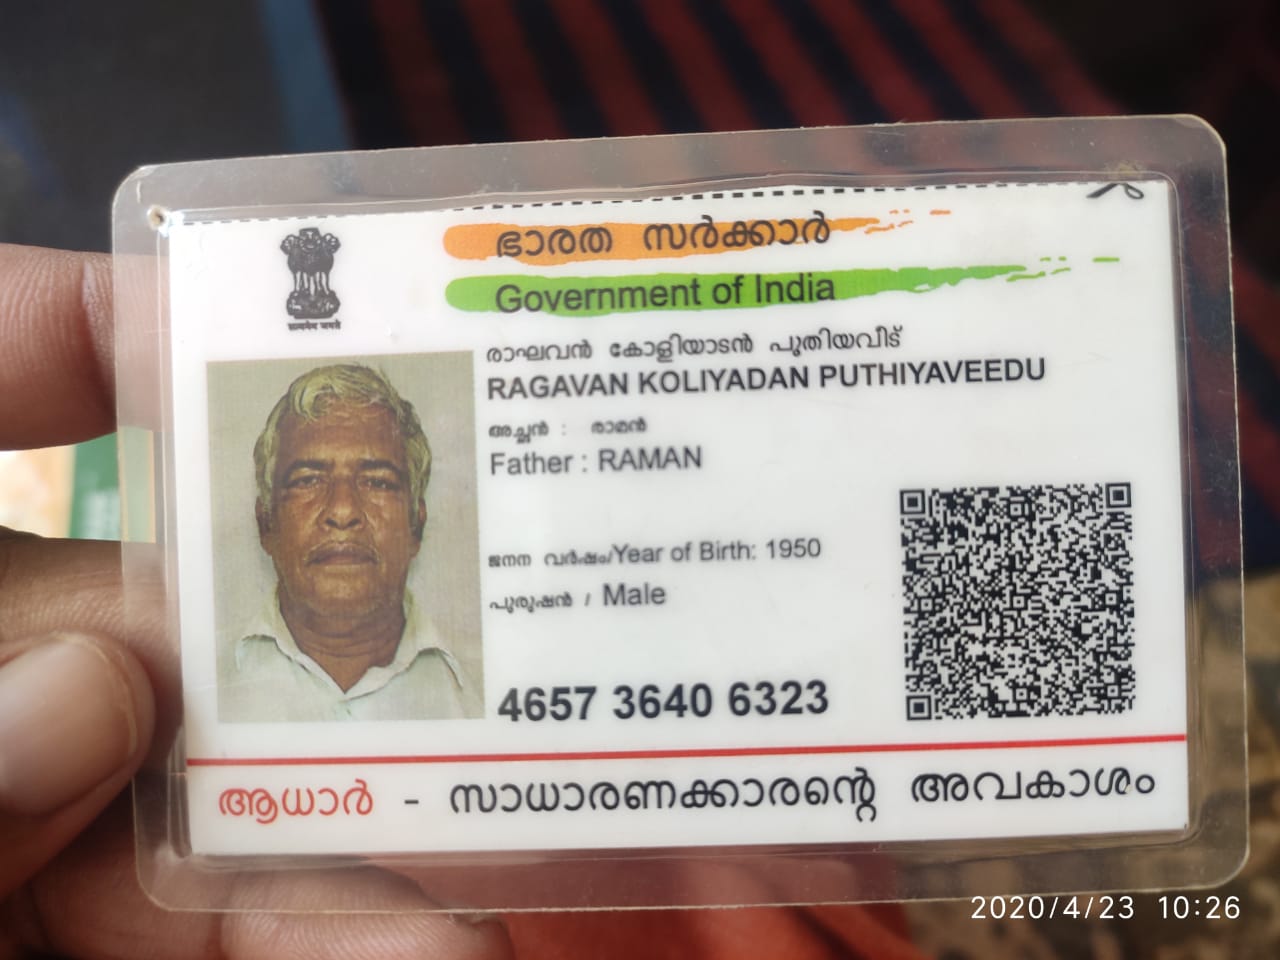 ഭാരത സർക്കാർ
Government of India
सत्यमेव जयते
രാഘവൻ കോളിയാടൻ പുതിയവീട്
RAGAVAN KOLIYADAN PUTHIYAVEEDU
അച്ഛൻ : രാമൻ
Father : RAMAN
ജനന വർഷം/Year of Birth: 1950
പുരുഷൻ / Male
4657 3640 6323
ആധാർ - സാധാരണക്കാരന്റെ അവകാശം
2020/4/23 10:26